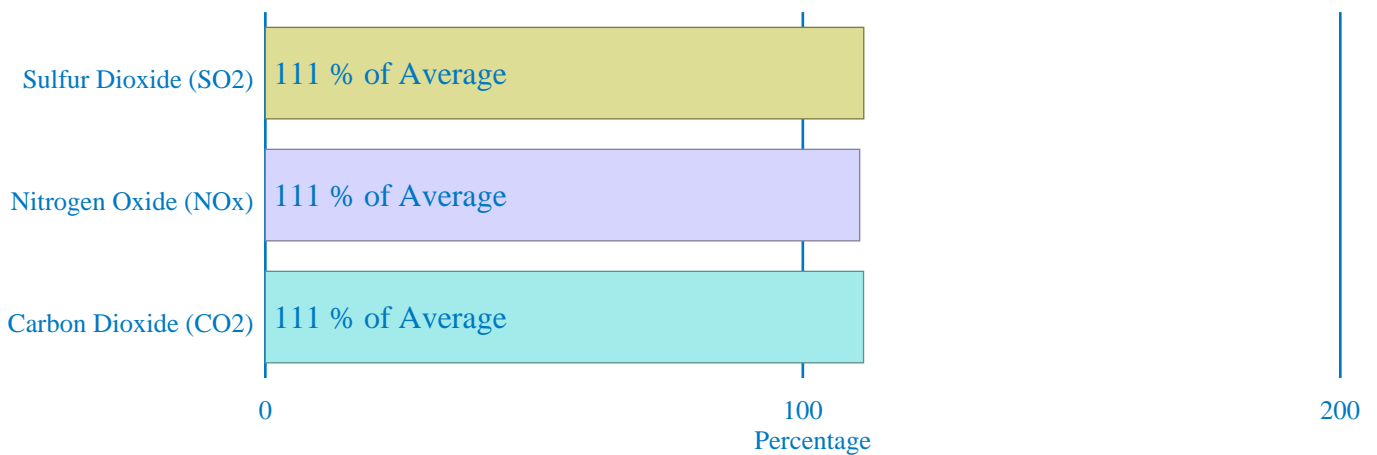 Sulfur Dioxide (SO2)
111 % of Average
Nitrogen Oxide (NOx)
111 % of Average
Carbon Dioxide (CO2)
111 % of Average
0
100
200
Percentage